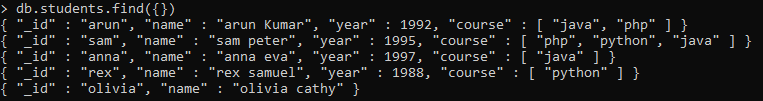 > db.students.find({})
{ "_id" : "arun", "name" : "arun Kumar", "year" : 1992, "course" : [ "java", "php" ] }
{ "_id" : "sam", "name" : "sam peter", "year" : 1995, "course" : [ "php", "python", "java" ] }
{ "_id" : "anna", "name" : "anna eva", "year" : 1997, "course" : [ "java" ] }
{ "_id" : "rex", "name" : "rex samuel", "year" : 1988, "course" : [ "python" ] }
{ "_id" : "olivia", "name" : "olivia cathy" }